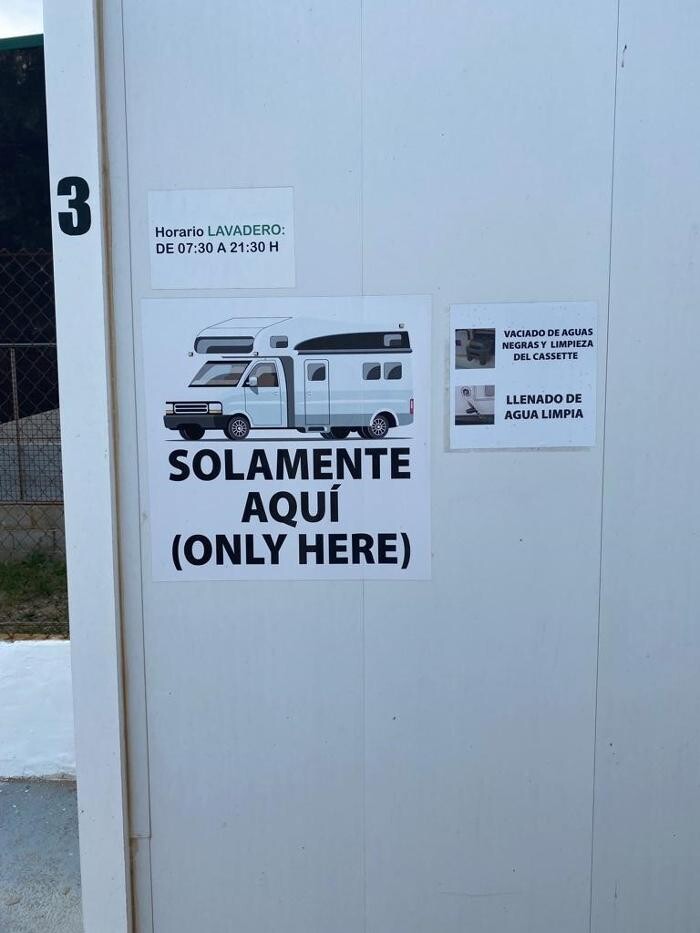 3
Horario LAVADERO:
DE 07:30 A 21:30 H
SOLAMENTE
AQUÍ
(ONLY HERE)
VACIADO DE AGUAS
NEGRAS Y LIMPIEZA
DEL CASSETTE
LLENADO DE
AGUA LIMPIA